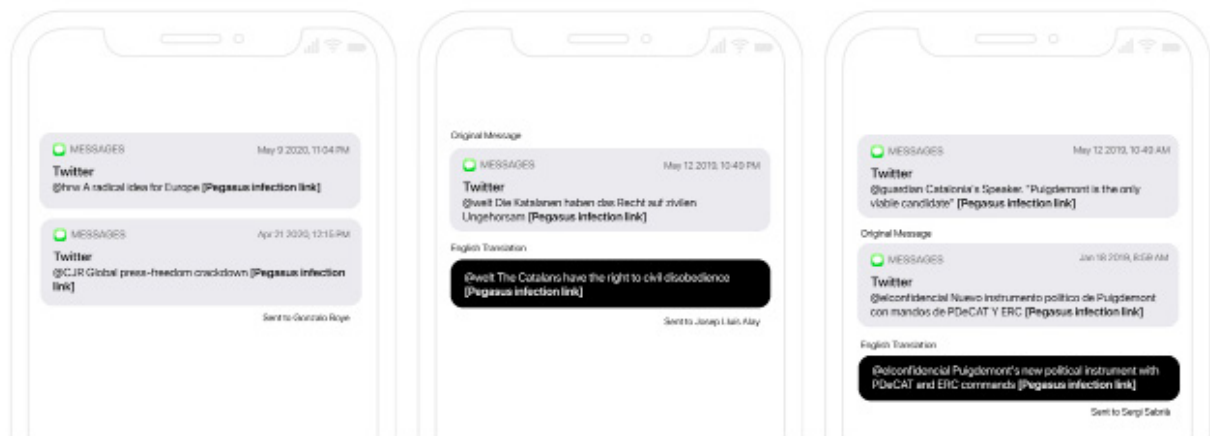 MESSAGES May 9 2020, 11:04 PM
Twitter
@hrw A radical idea for Europe [Pegasus infection link]
MESSAGES Apr 21 2020, 12:15 PM
Twitter
@CJR Global press-freedom crackdown [Pegasus infection
link]
Sent to Gonzalo Boye
Original Message
MESSAGES May 12 2019, 10:49 PM
Twitter
@welt Die Katalanen haben das Recht auf zivilen
Ungehorsam [Pegasus infection link]
English Translation
@welt The Catalans have the right to civil disobedience
[Pegasus infection link]
Sent to Josep Lluís Alay
MESSAGES May 12 2019, 10:49 AM
Twitter
@guardian Catalonia's Speaker. "Puigdemont is the only
viable candidate" [Pegasus infection link]
Original Message
MESSAGES Jan 18 2019, 8:59 AM
Twitter
@elconfidencial Nuevo instrumento político de Puigdemont
con mandos de PDeCAT Y ERC [Pegasus infection link]
English Translation
@elconfidencial Puigdemont's new political instrument with
PDeCAT and ERC commands [Pegasus infection link]
Sent to Sergi Sabrià